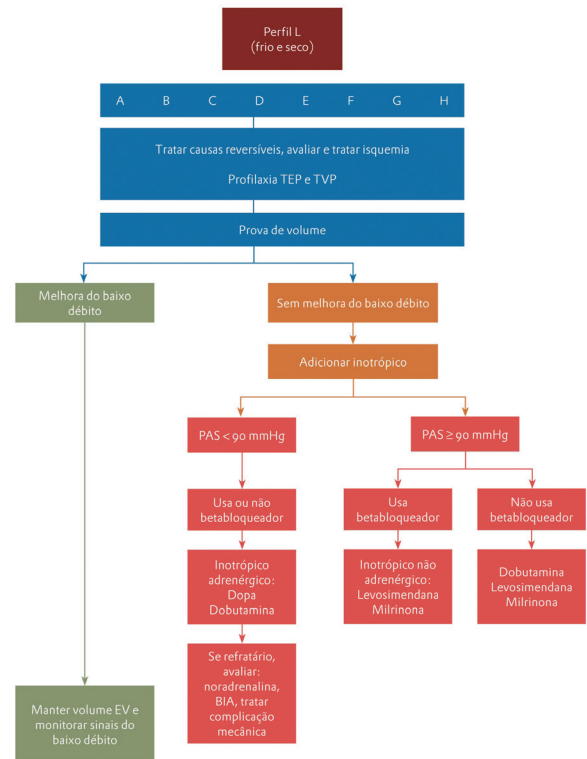 Perfil L
(frio e seco)
A B C D E F G H
Tratar causas reversíveis, avaliar e tratar isquemia
Profilaxia TEP e TVP
Prova de volume
Melhora do baixo
débito
Sem melhora do baixo débito
Adicionar inotrópico
PAS < 90 mmHg
PAS ≥ 90 mmHg
Usa ou não
betabloqueador
Usa
betabloqueador
Não usa
betabloqueador
Inotrópico
adrenérgico:
Dopa
Dobutamina
Inotrópico não
adrenérgico:
Levosimendana
Milrinona
Dobutamina
Levosimendana
Milrinona
Se refratário,
avaliar:
noradrenalina,
BIA, tratar
complicação
mecânica
Manter volume EV e
monitorar sinais do
baixo débito